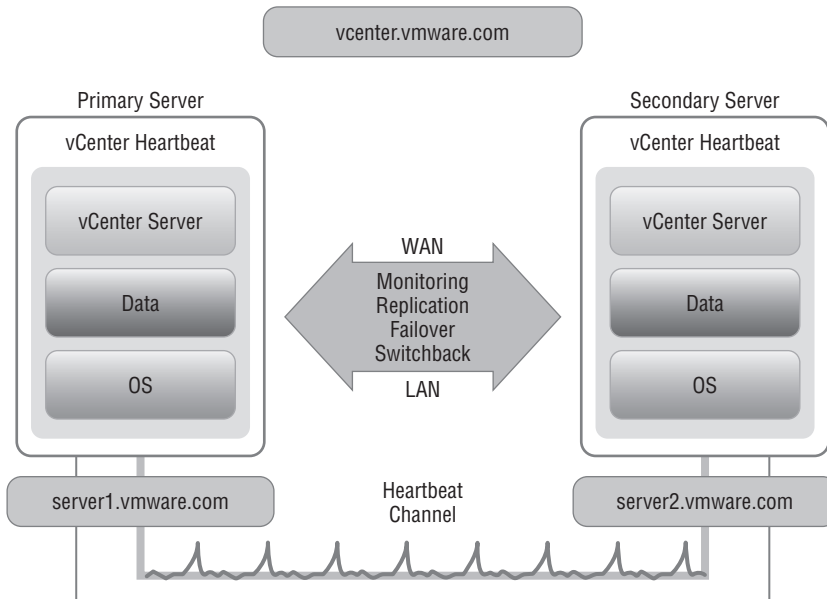 vcenter.vmware.com
Primary Server
Secondary Server
vCenter Heartbeat
vCenter Heartbeat
vCenter Server
Data
OS
WAN
Monitoring
Replication
Failover
Switchback
LAN
vCenter Server
Data
OS
server1.vmware.com
Heartbeat
Channel
server2.vmware.com